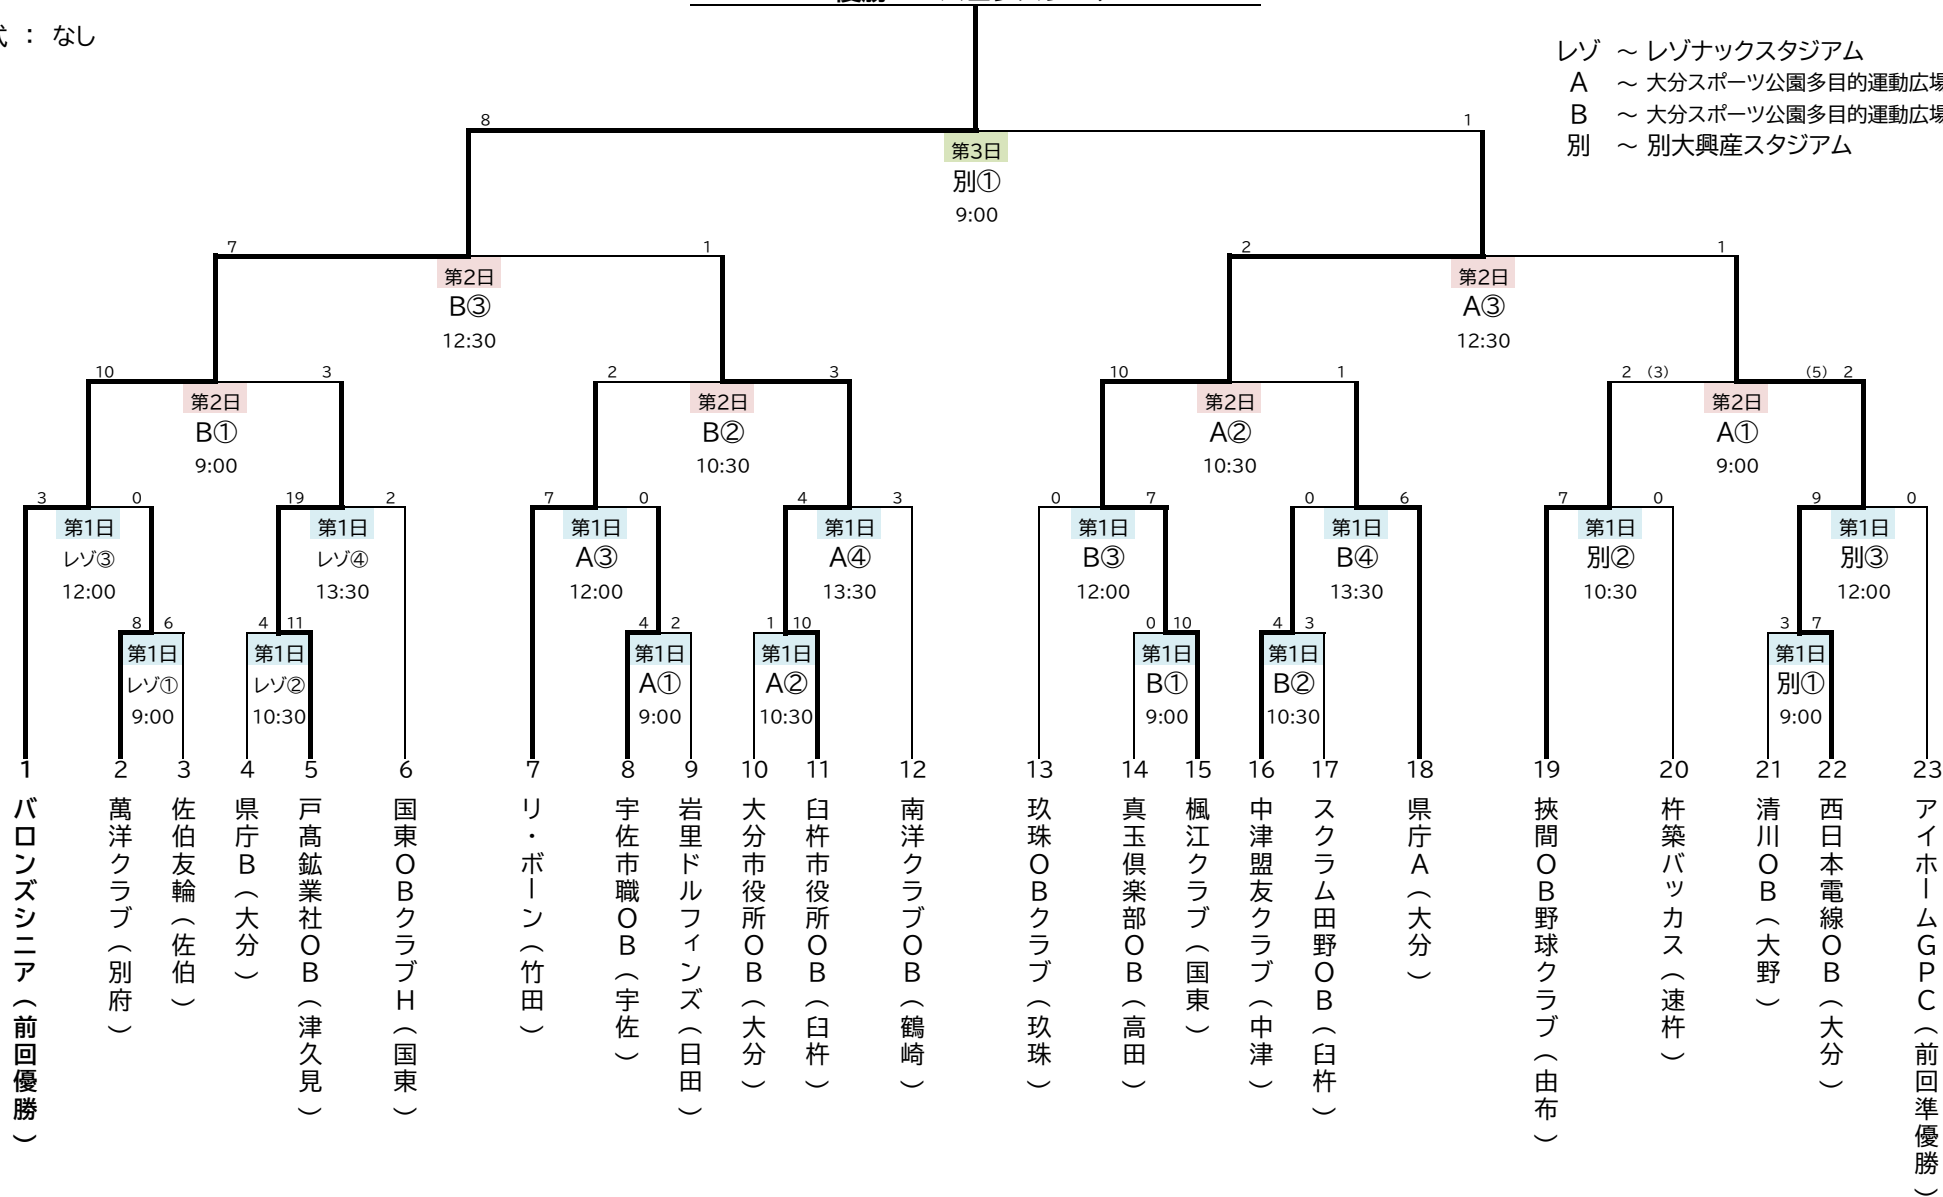 式 ： なし
レゾ ～ レゾナックスタジアム
A ～ 大分スポーツ公園多目的運動広場
B ～ 大分スポーツ公園多目的運動広場
別 ～ 別大興産スタジアム
8 1
第3日
別①
9:00
7 1 2 1
第2日 第2日
B③ A③
12:30 12:30
10 3 2 3 10 1 2 (3) (5) 2
第2日 第2日 第2日 第2日
B① B② A② A①
9:00 10:30 10:30 9:00
3 0 19 2 7 0 4 3 0 7 0 6 7 0 9 0
第1日 第1日 第1日 第1日 第1日 第1日 第1日 第1日
レゾ③ レゾ④ A③ A④ B③ B④ 別② 別③
12:00 13:30 12:00 13:30 12:00 13:30 10:30 12:00
8 6 4 11 4 2 1 10 0 10 4 3 3 7
第1日 第1日 第1日 第1日 第1日 第1日 第1日
レゾ① レゾ② A① A② B① B② 別①
9:00 10:30 9:00 10:30 9:00 10:30 9:00
1 2 3 4 5 6 7 8 9 10 11 12 13 14 15 16 17 18 19 20 21 22 23
バロンズシニア（前回優勝）
萬洋クラブ（別府）
佐伯友輪（佐伯）
県庁B（大分）
戸髙鉱業社OB（津久見）
国東OBクラブH（国東）
リ・ボーン（竹田）
宇佐市職OB（宇佐）
岩里ドルフィンズ（日田）
大分市役所OB（大分）
臼杵市役所OB（臼杵）
南洋クラブOB（鶴崎）
玖珠OBクラブ（玖珠）
真玉倶楽部OB（高田）
楓江クラブ（国東）
中津盟友クラブ（中津）
スクラム田野OB（臼杵）
県庁A（大分）
挾間OB野球クラブ（由布）
杵築バッカス（速杵）
清川OB（大野）
西日本電線OB（大分）
アイホームGPC（前回準優勝）